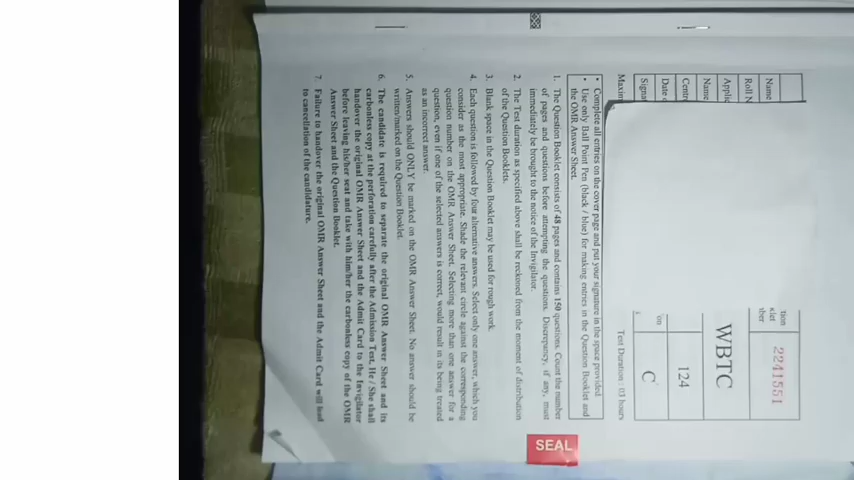 Name
Roll N
Applic
Name
Centre
Date o
Signa
tion
klet
ber
2241551
WBTC
124
on
C
Maxim
Test Duration : 03 hours
• Complete all entries on the cover page and put your signature in the space provided
• Use only Ball Point Pen (black / blue) for making entries in the Question Booklet and
the OMR Answer Sheet.
1. The Question Booklet consists of 48 pages and contains 150 questions. Count the number
of pages and questions before attempting the questions. Discrepancy, if any, must
immediately be brought to the notice of the Invigilator.
2. The Test duration as specified above shall be reckoned from the moment of distribution
of the Question Booklets.
3. Blank space in the Question Booklet may be used for rough work.
4. Each question is followed by four alternative answers. Select only one answer, which you
consider as the most appropriate. Shade the relevant circle against the corresponding
question number on the OMR Answer Sheet. Selecting more than one answer for a
question, even if one of the selected answers is correct, would result in its being treated
as an incorrect answer.
5. Answers should ONLY be marked on the OMR Answer Sheet. No answer should be
written/marked on the Question Booklet.
6. The candidate is required to separate the original OMR Answer Sheet and its
carbonless copy at the perforation carefully after the Admission Test. He / She shall
handover the original OMR Answer Sheet and the Admit Card to the Invigilator
before leaving his/her seat and take with him/her the carbonless copy of the OMR
Answer Sheet and the Question Booklet.
7. Failure to handover the original OMR Answer Sheet and the Admit Card will lead
to cancellation of the candidature.
SEAL